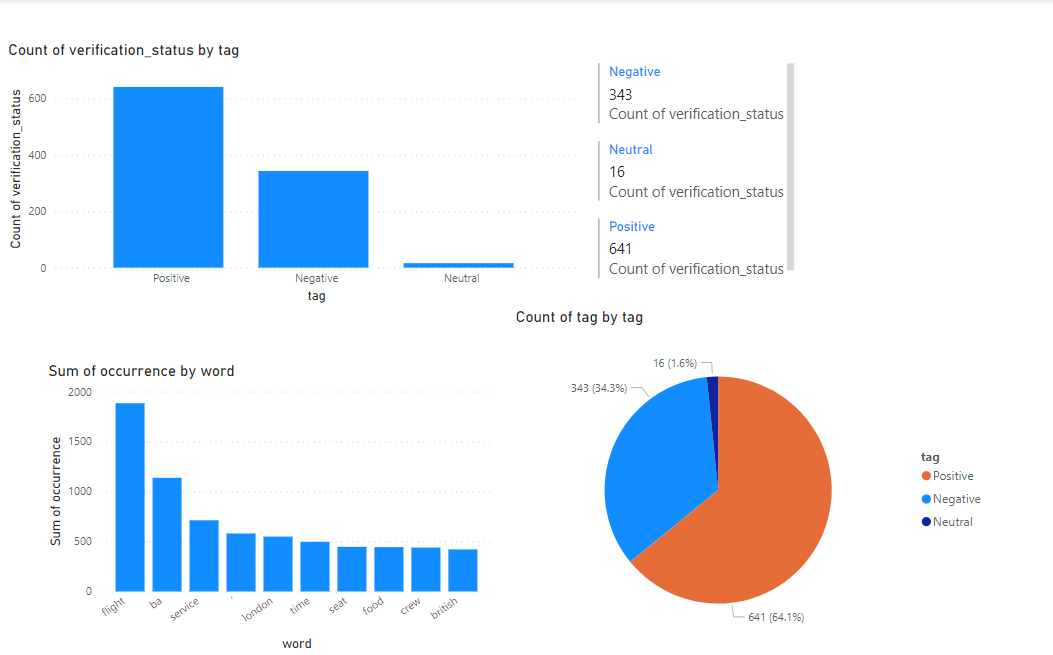 Count of verification_status by tag
Count of verification_status
600
400
200
0
Positive
Negative
Neutral
tag
Negative
343
Count of verification_status
Neutral
16
Count of verification_status
Positive
641
Count of verification_status
Sum of occurrence by word
Sum of occurrence
2000
1500
1000
500
0
flight
ba
service
'
london
time
seat
food
crew
british
word
Count of tag by tag
16 (1.6%)
343 (34.3%)
641 (64.1%)
tag
Positive
Negative
Neutral